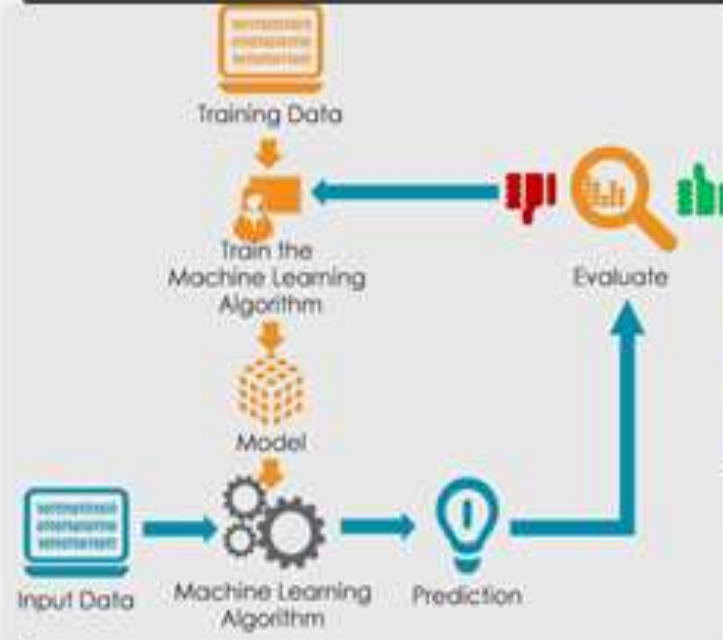 Training Data
Train the
Machine Learning
Algorithm
Evaluate
Model
Input Data
Machine Learning
Algorithm
Prediction